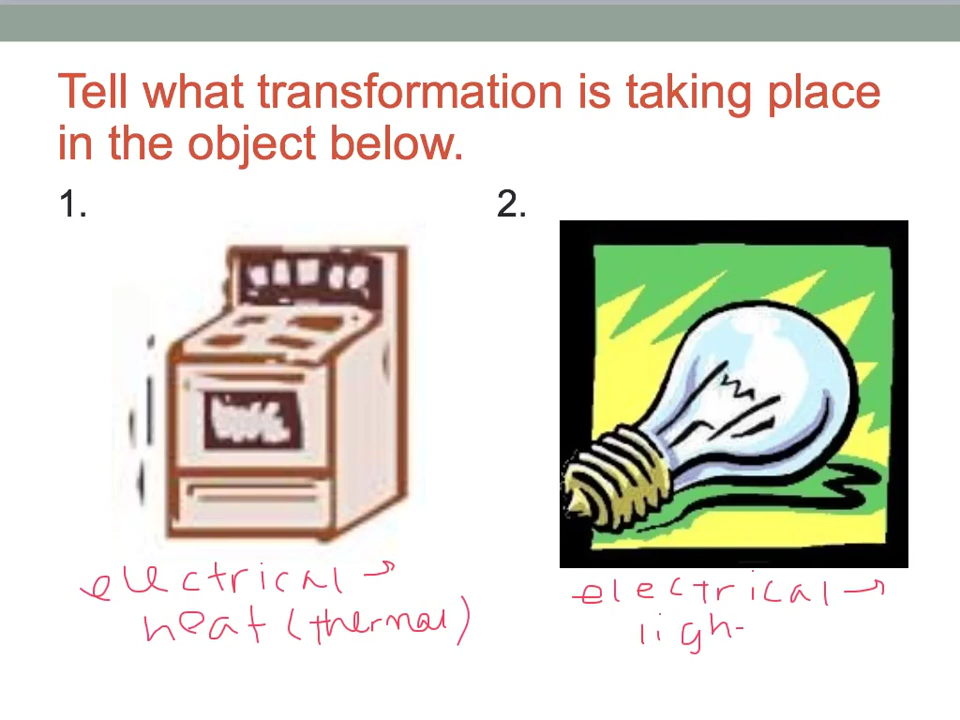 Tell what transformation is taking place
in the object below.
1.
2.
electrical →
heat (thermal)
electrical →
ligh